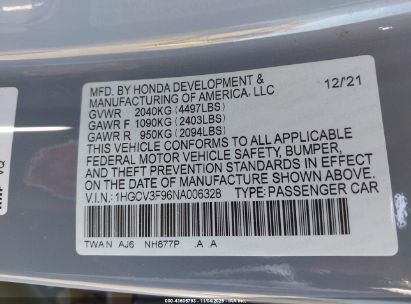 MFD. BY HONDA DEVELOPMENT &
MANUFACTURING OF AMERICA, LLC
12/21
GVWR 2040KG (4497LBS)
GAWR F 1090KG (2403LBS)
GAWR R 950KG (2094LBS)
THIS VEHICLE CONFORMS TO ALL APPLICABLE
FEDERAL MOTOR VEHICLE SAFETY, BUMPER,
AND THEFT PREVENTION STANDARDS IN EFFECT
ON THE DATE OF MANUFACTURE SHOWN ABOVE.
V.I.N.: 1HGCV3F96NA006328 TYPE: PASSENGER CAR
TWA N AJ6 NH877P A A